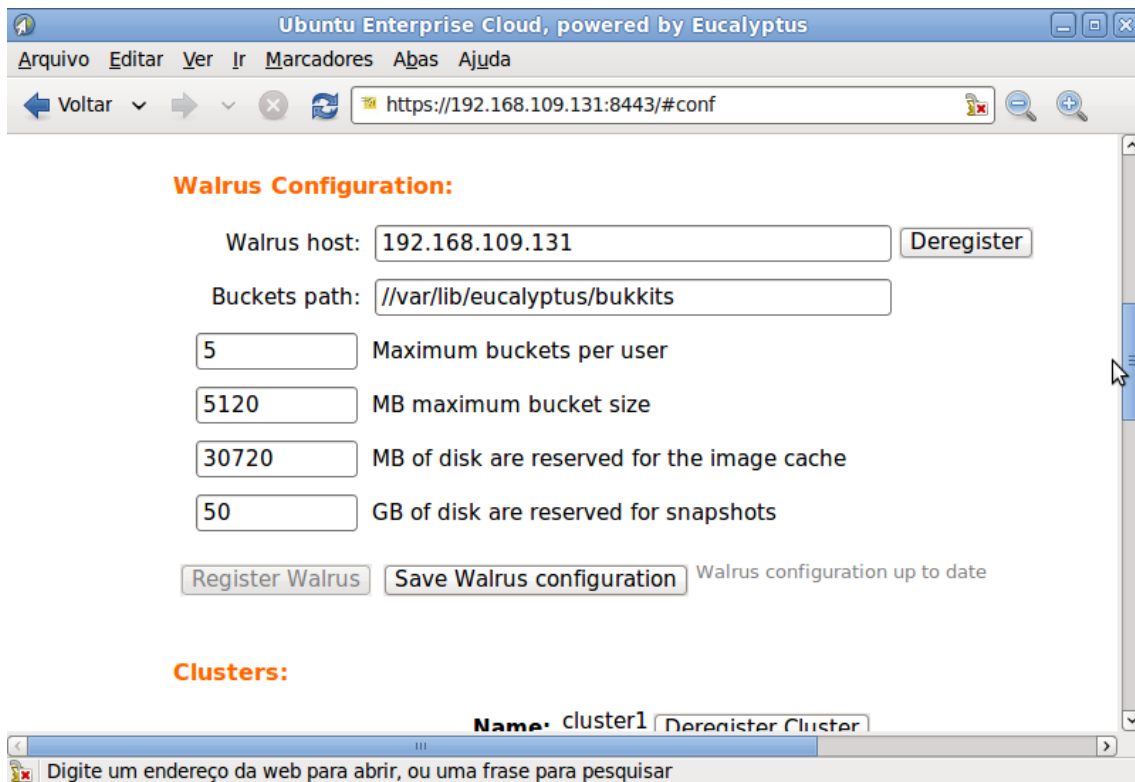 Ubuntu Enterprise Cloud, powered by Eucalyptus
Arquivo Editar Ver Ir Marcadores Abas Ajuda
Voltar https://192.168.109.131:8443/#conf
Walrus Configuration:
Walrus host: 192.168.109.131 Deregister
Buckets path: //var/lib/eucalyptus/bukkits
5 Maximum buckets per user
5120 MB maximum bucket size
30720 MB of disk are reserved for the image cache
50 GB of disk are reserved for snapshots
Register Walrus Save Walrus configuration Walrus configuration up to date
Clusters:
Name: cluster1 Deregister Cluster
Digite um endereço da web para abrir, ou uma frase para pesquisar